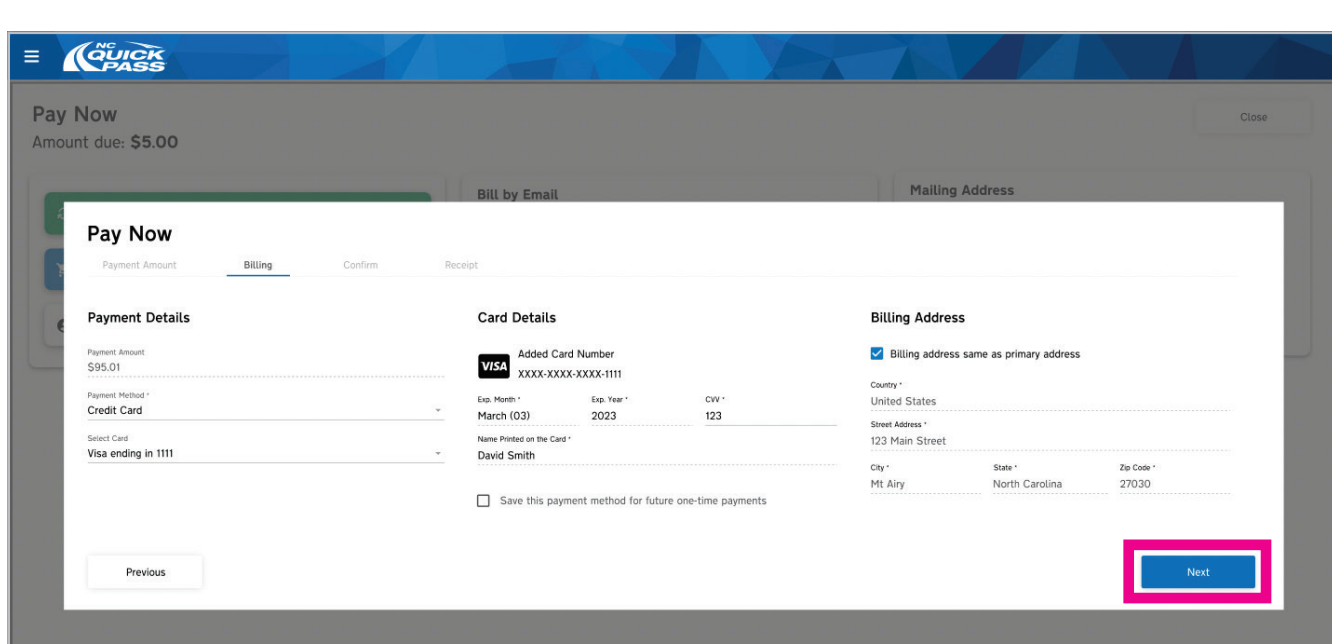 NC
QUICK
PASS
Pay Now
Amount due: $5.00
Close
Bill by Email
Mailing Address
Pay Now
Payment Amount
Billing
Confirm
Receipt
Payment Details
Payment Amount
$95.01
Payment Method *
Credit Card
Select Card
Visa ending in 1111
Card Details
VISA
Added Card Number
XXXX-XXXX-XXXX-1111
Exp. Month * Exp. Year * CVV *
March (03) 2023 123
Name Printed on the Card *
David Smith
Save this payment method for future one-time payments
Billing Address
Billing address same as primary address
Country *
United States
Street Address *
123 Main Street
City * State * Zip Code *
Mt Airy North Carolina 27030
Previous
Next